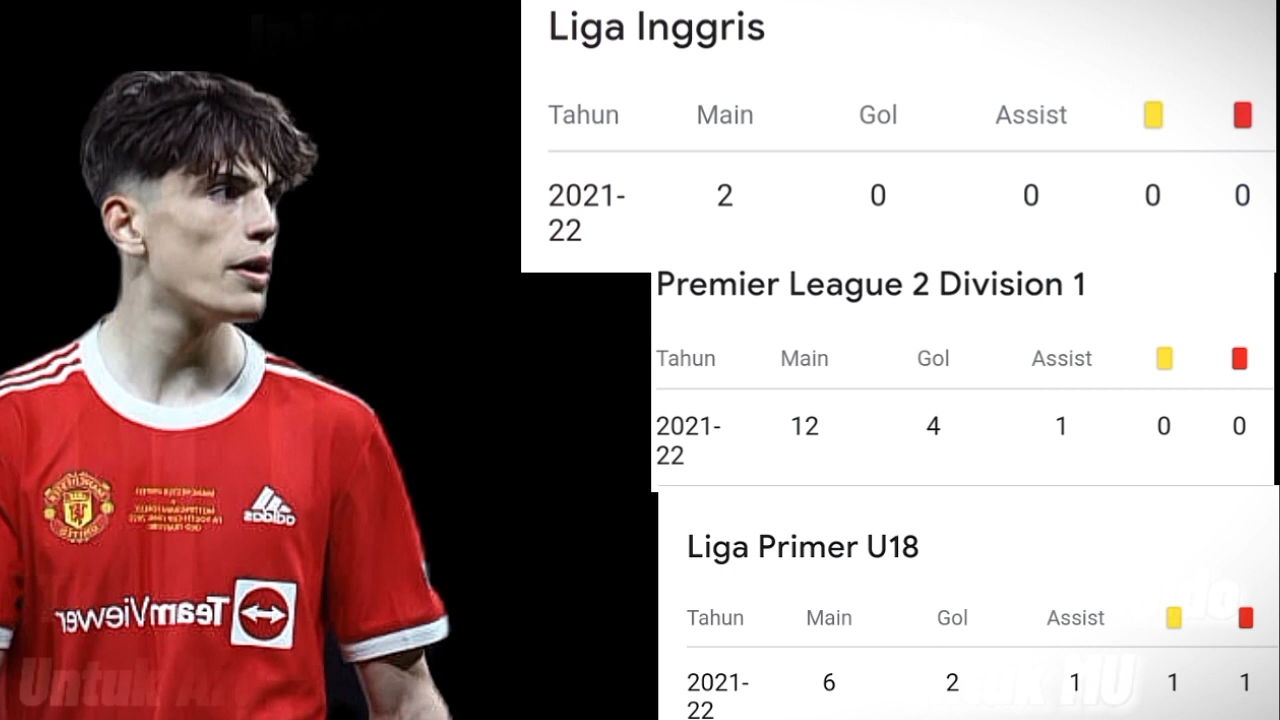 Liga Inggris
Tahun Main Gol Assist
2021-22 2 0 0 0 0
Premier League 2 Division 1
Tahun Main Gol Assist
2021-22 12 4 1 0 0
Liga Primer U18
Tahun Main Gol Assist
2021-22 6 2 1 1 1
adidas
TeamViewer
Untuk
MU